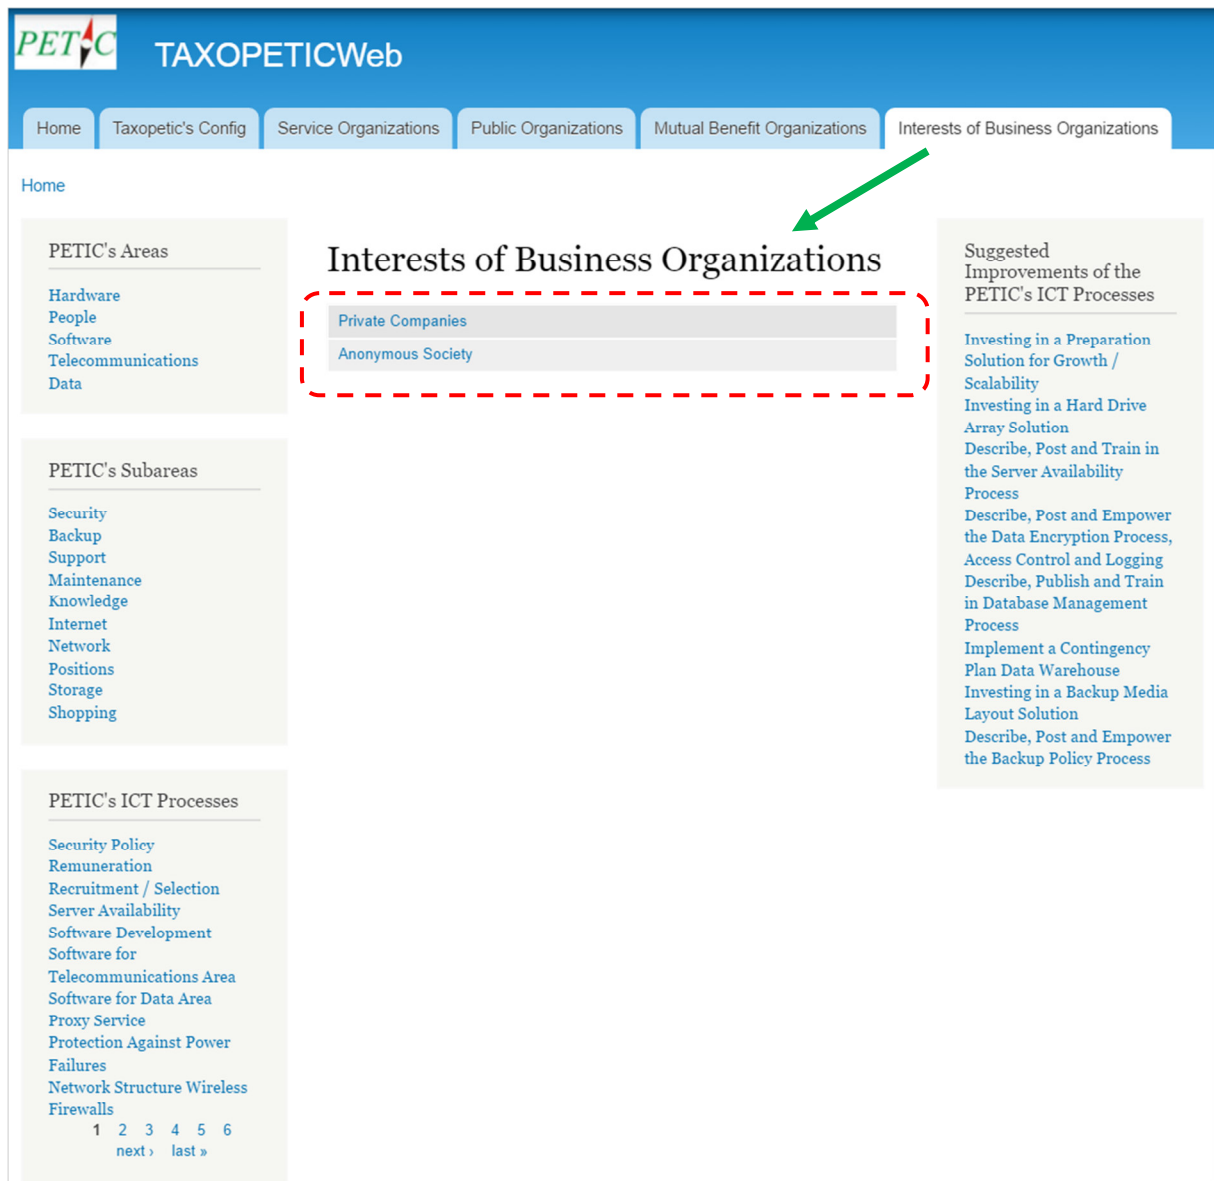 PETIC
TAXOPETICWeb
Home
Taxopetic's Config
Service Organizations
Public Organizations
Mutual Benefit Organizations
Interests of Business Organizations
Home
PETIC's Areas
Hardware
People
Software
Telecommunications
Data
PETIC's Subareas
Security
Backup
Support
Maintenance
Knowledge
Internet
Network
Positions
Storage
Shopping
PETIC's ICT Processes
Security Policy
Remuneration
Recruitment / Selection
Server Availability
Software Development
Software for
Telecommunications Area
Software for Data Area
Proxy Service
Protection Against Power
Failures
Network Structure Wireless
Firewalls
1 2 3 4 5 6
next › last »
Interests of Business Organizations
Private Companies
Anonymous Society
Suggested
Improvements of the
PETIC's ICT Processes
Investing in a Preparation
Solution for Growth /
Scalability
Investing in a Hard Drive
Array Solution
Describe, Post and Train in
the Server Availability
Process
Describe, Post and Empower
the Data Encryption Process,
Access Control and Logging
Describe, Publish and Train
in Database Management
Process
Implement a Contingency
Plan Data Warehouse
Investing in a Backup Media
Layout Solution
Describe, Post and Empower
the Backup Policy Process